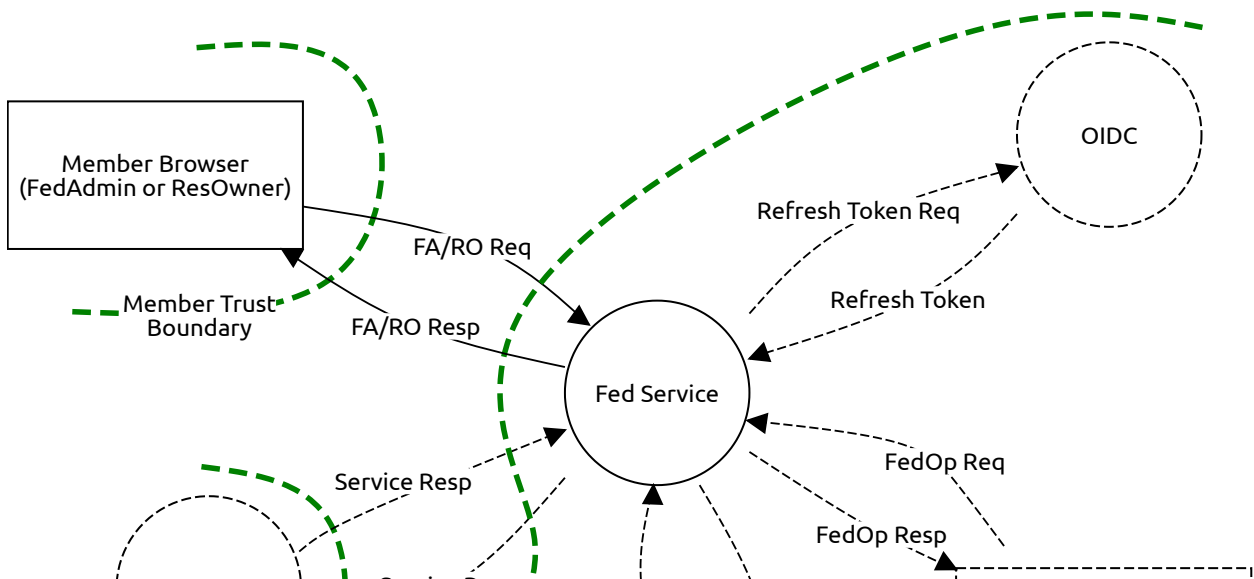 OIDC
Member Browser
(FedAdmin or ResOwner)
Refresh Token Req
FA/RO Req
Refresh Token
Member Trust
Boundary
FA/RO Resp
Fed Service
FedOp Req
Service Resp
FedOp Resp